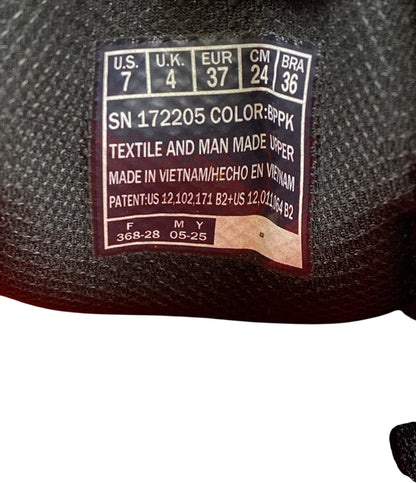 U.S. U.K. EUR CM BRA
7 4 37 24 36
SN 172205 COLOR:BPPK
TEXTILE AND MAN MADE UPPER
MADE IN VIETNAM/HECHO EN VIETNAM
PATENT:US 12,102,171 B2+US 12,011,064 B2
F M Y
368-28 05-25